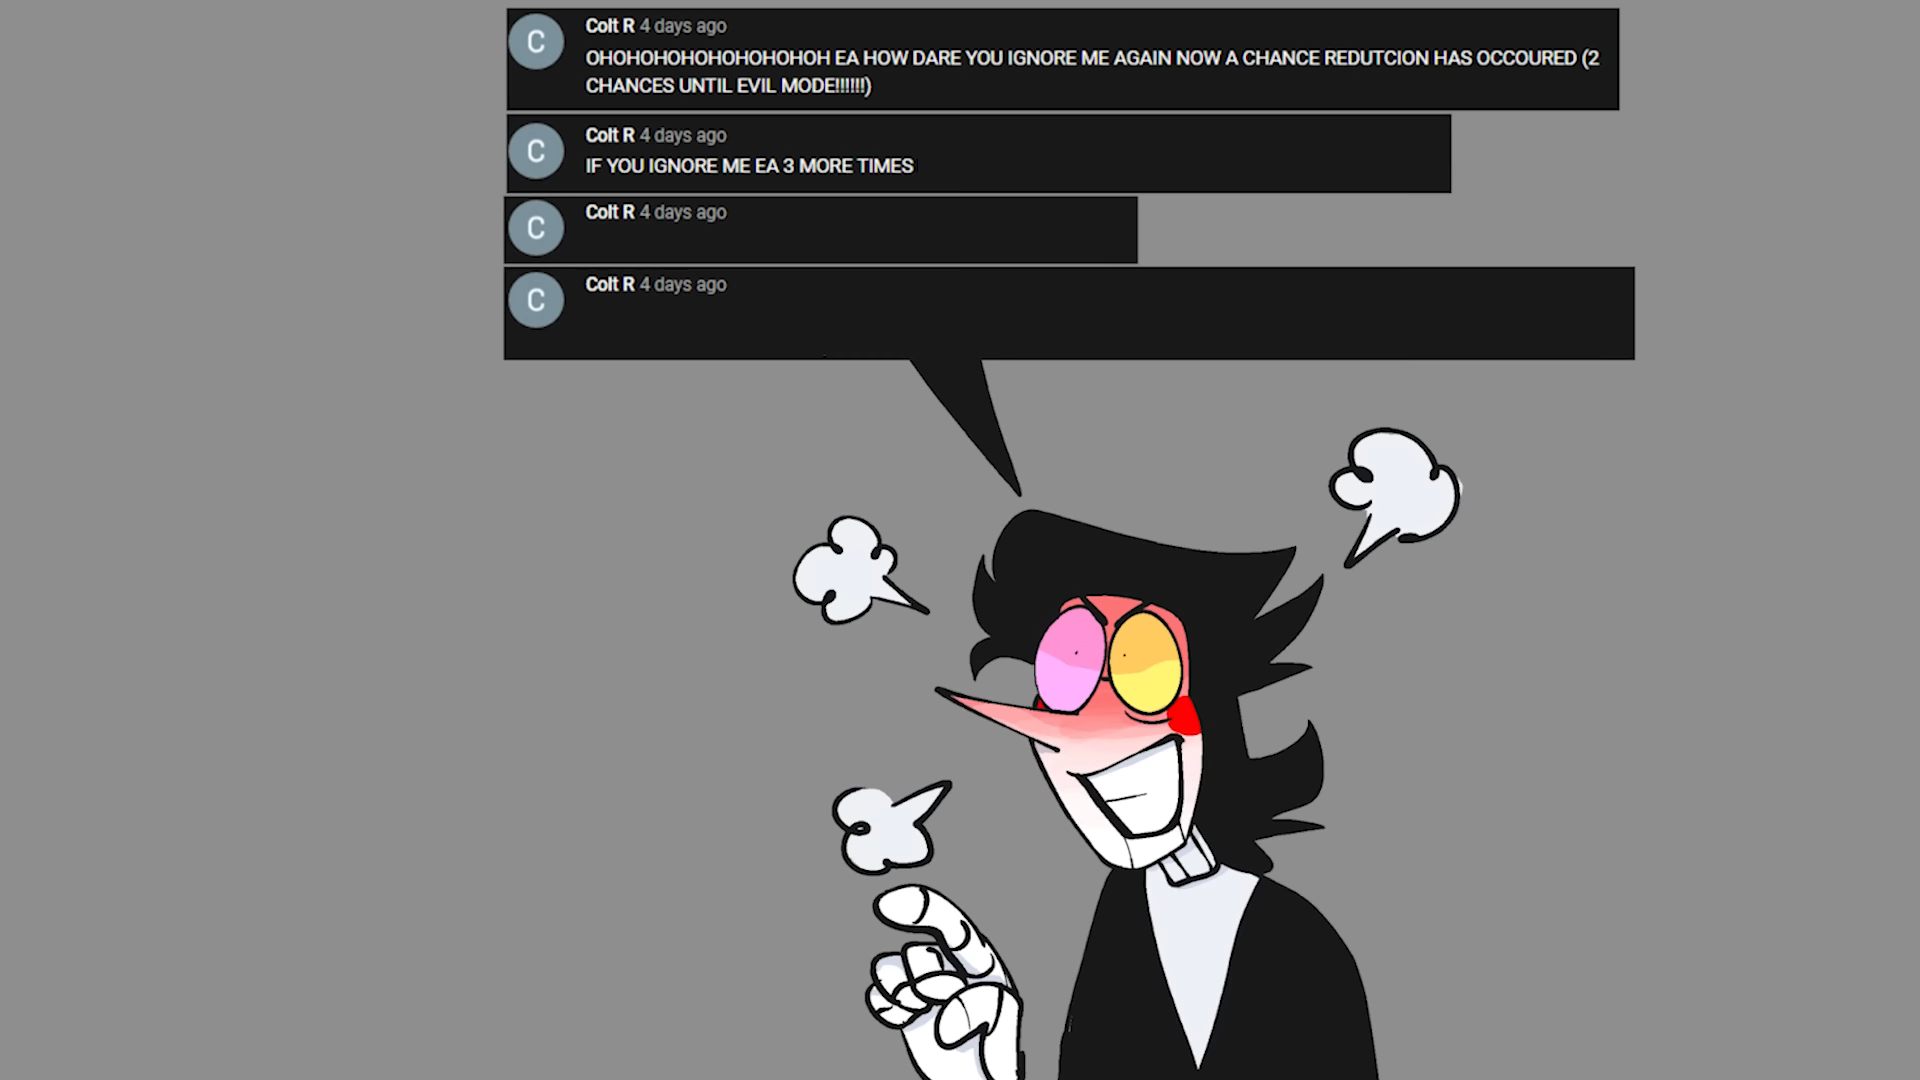 C
Colt R 4 days ago
OHOHOHOHOHOHOHOHOH EA HOW DARE YOU IGNORE ME AGAIN NOW A CHANCE REDUTCION HAS OCCOURED (2
CHANCES UNTIL EVIL MODE!!!!!!)
C
Colt R 4 days ago
IF YOU IGNORE ME EA 3 MORE TIMES
C
Colt R 4 days ago
C
Colt R 4 days ago